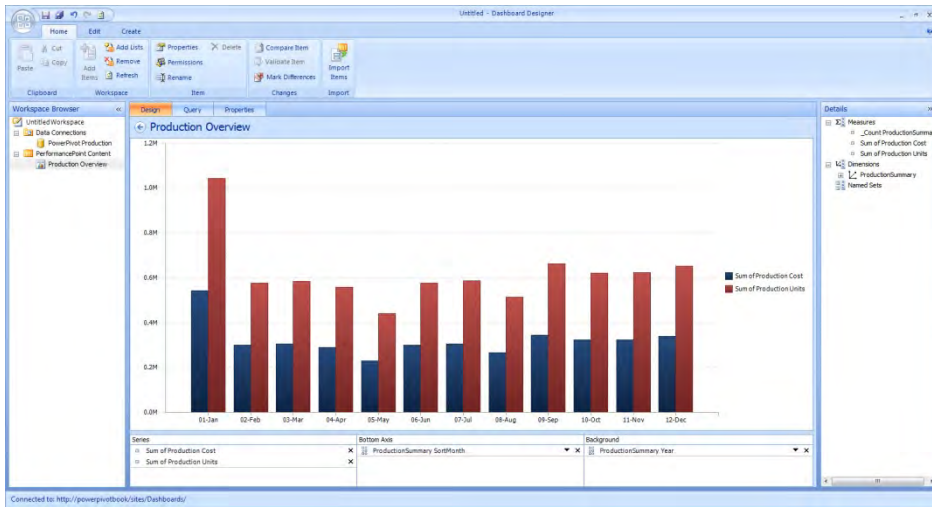 Untitled - Dashboard Designer
Home Edit Create
Paste
Cut
Copy
Clipboard
Add Items
Add Lists
Remove
Refresh
Workspace
Properties
Permissions
Rename
Delete
Item
Compare Item
Validate Item
Mark Differences
Changes
Import Items
Import
Workspace Browser
Untitled Workspace
Data Connections
PowerPivot Production
PerformancePoint Content
Production Overview
Design Query Properties
Production Overview
1.2M
1.0M
0.8M
0.6M
0.4M
0.2M
0.0M
01-Jan 02-Feb 03-Mar 04-Apr 05-May 06-Jun 07-Jul 08-Aug 09-Sep 10-Oct 11-Nov 12-Dec
Sum of Production Cost
Sum of Production Units
Series
Sum of Production Cost
Sum of Production Units
Bottom Axis
ProductionSummary SortMonth
Background
ProductionSummary Year
Details
Measures
_Count ProductionSumma
Sum of Production Cost
Sum of Production Units
Dimensions
ProductionSummary
Named Sets
Connected to: http://powerpivotbook/sites/Dashboards/